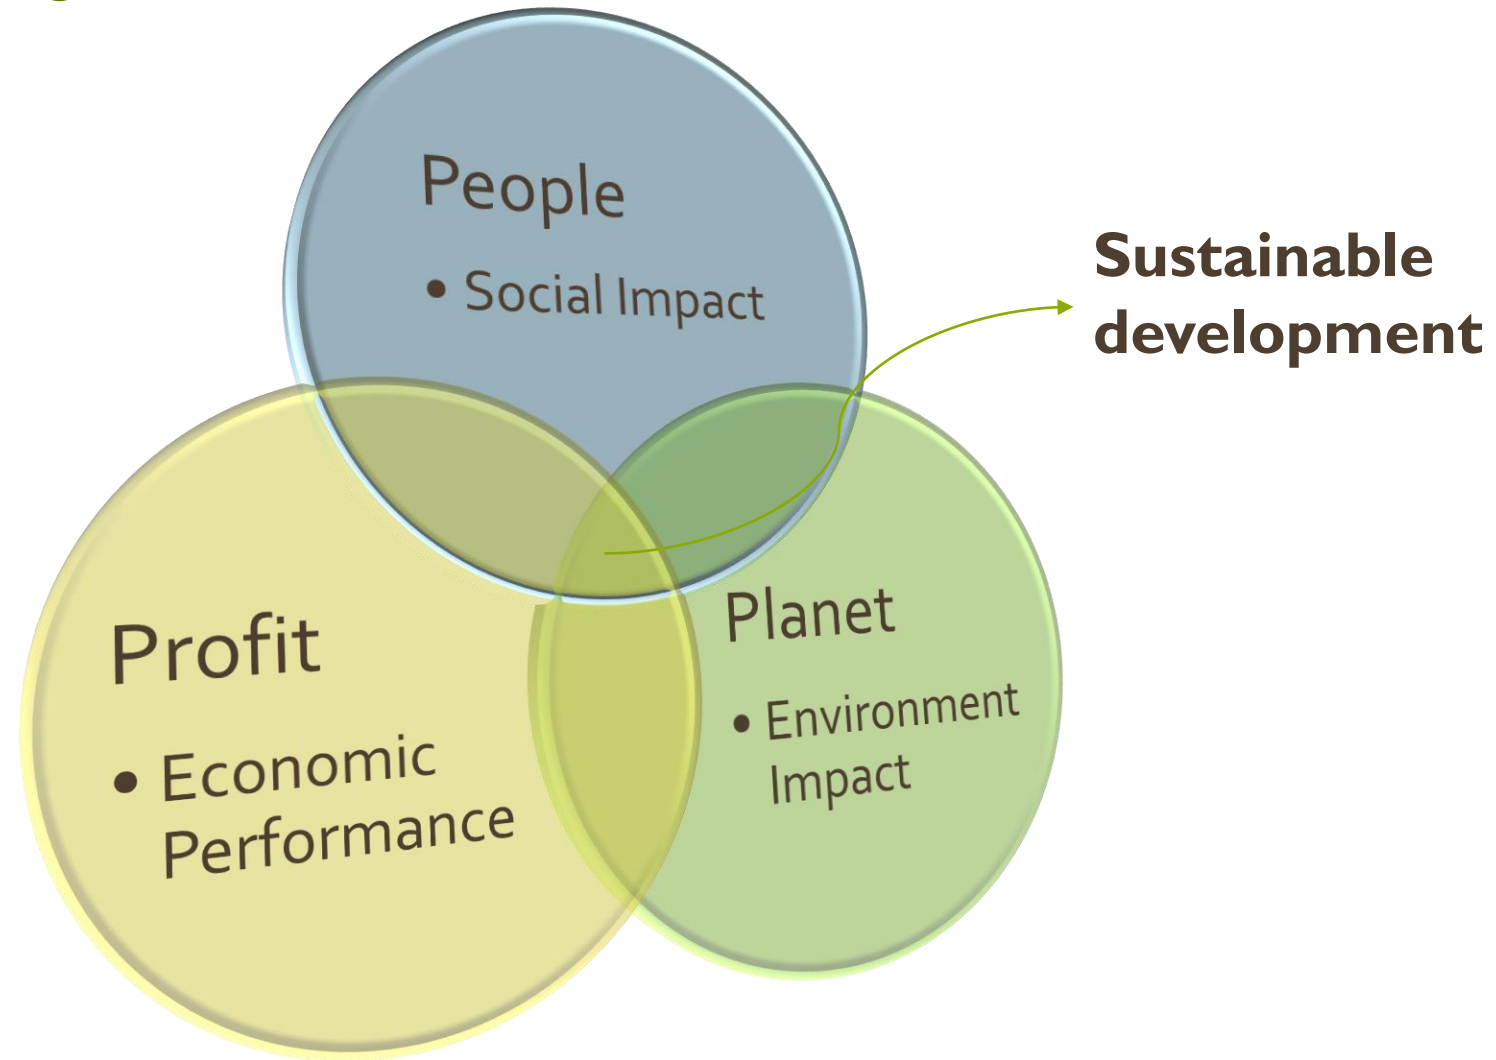 People
• Social Impact
Sustainable
development
Profit
• Economic
Performance
Planet
• Environment
Impact